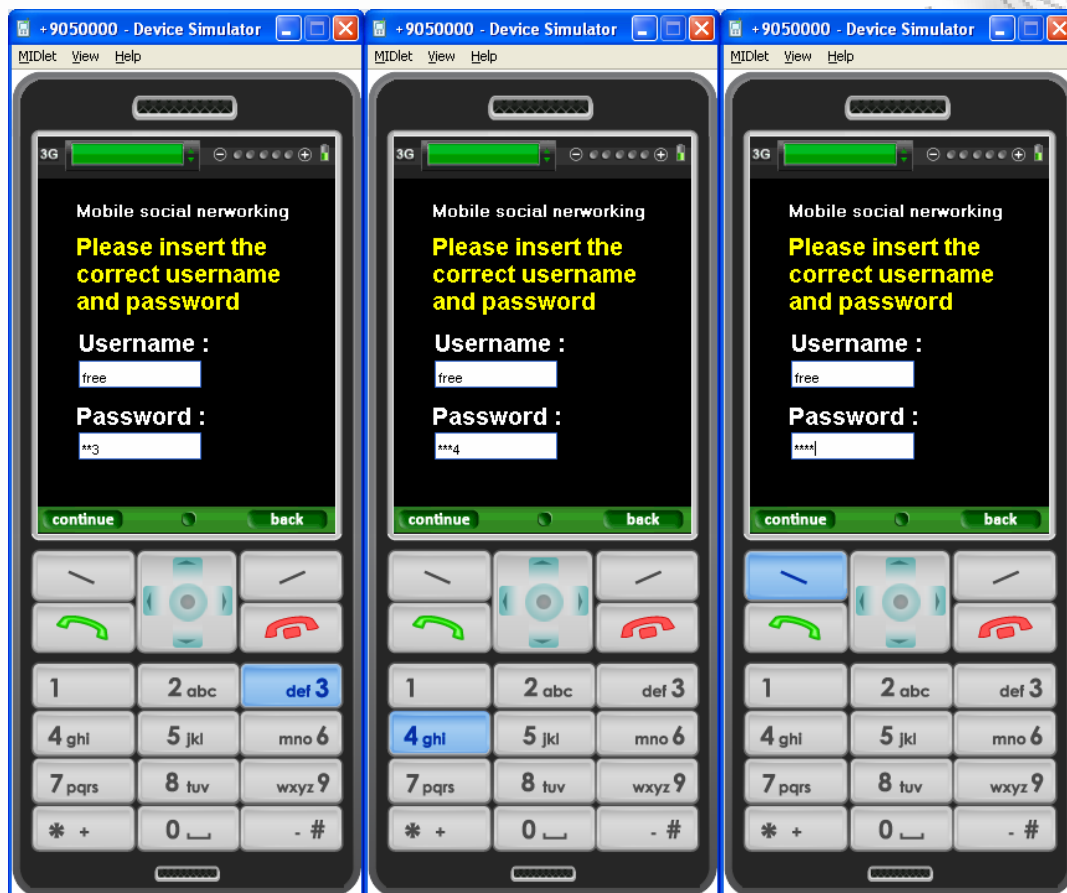 +9050000 - Device Simulator
MIDlet View Help
3G
Mobile social nerworking
Please insert the
correct username
and password
Username :
free
Password :
**3
continue back
1 2 abc def 3
4 ghi 5 jkl mno 6
7 pqrs 8 tuv wxyz 9
* + 0 - #
+9050000 - Device Simulator
MIDlet View Help
3G
Mobile social nerworking
Please insert the
correct username
and password
Username :
free
Password :
***4
continue back
1 2 abc def 3
4 ghi 5 jkl mno 6
7 pqrs 8 tuv wxyz 9
* + 0 - #
+9050000 - Device Simulator
MIDlet View Help
3G
Mobile social nerworking
Please insert the
correct username
and password
Username :
free
Password :
****
continue back
1 2 abc def 3
4 ghi 5 jkl mno 6
7 pqrs 8 tuv wxyz 9
* + 0 - #